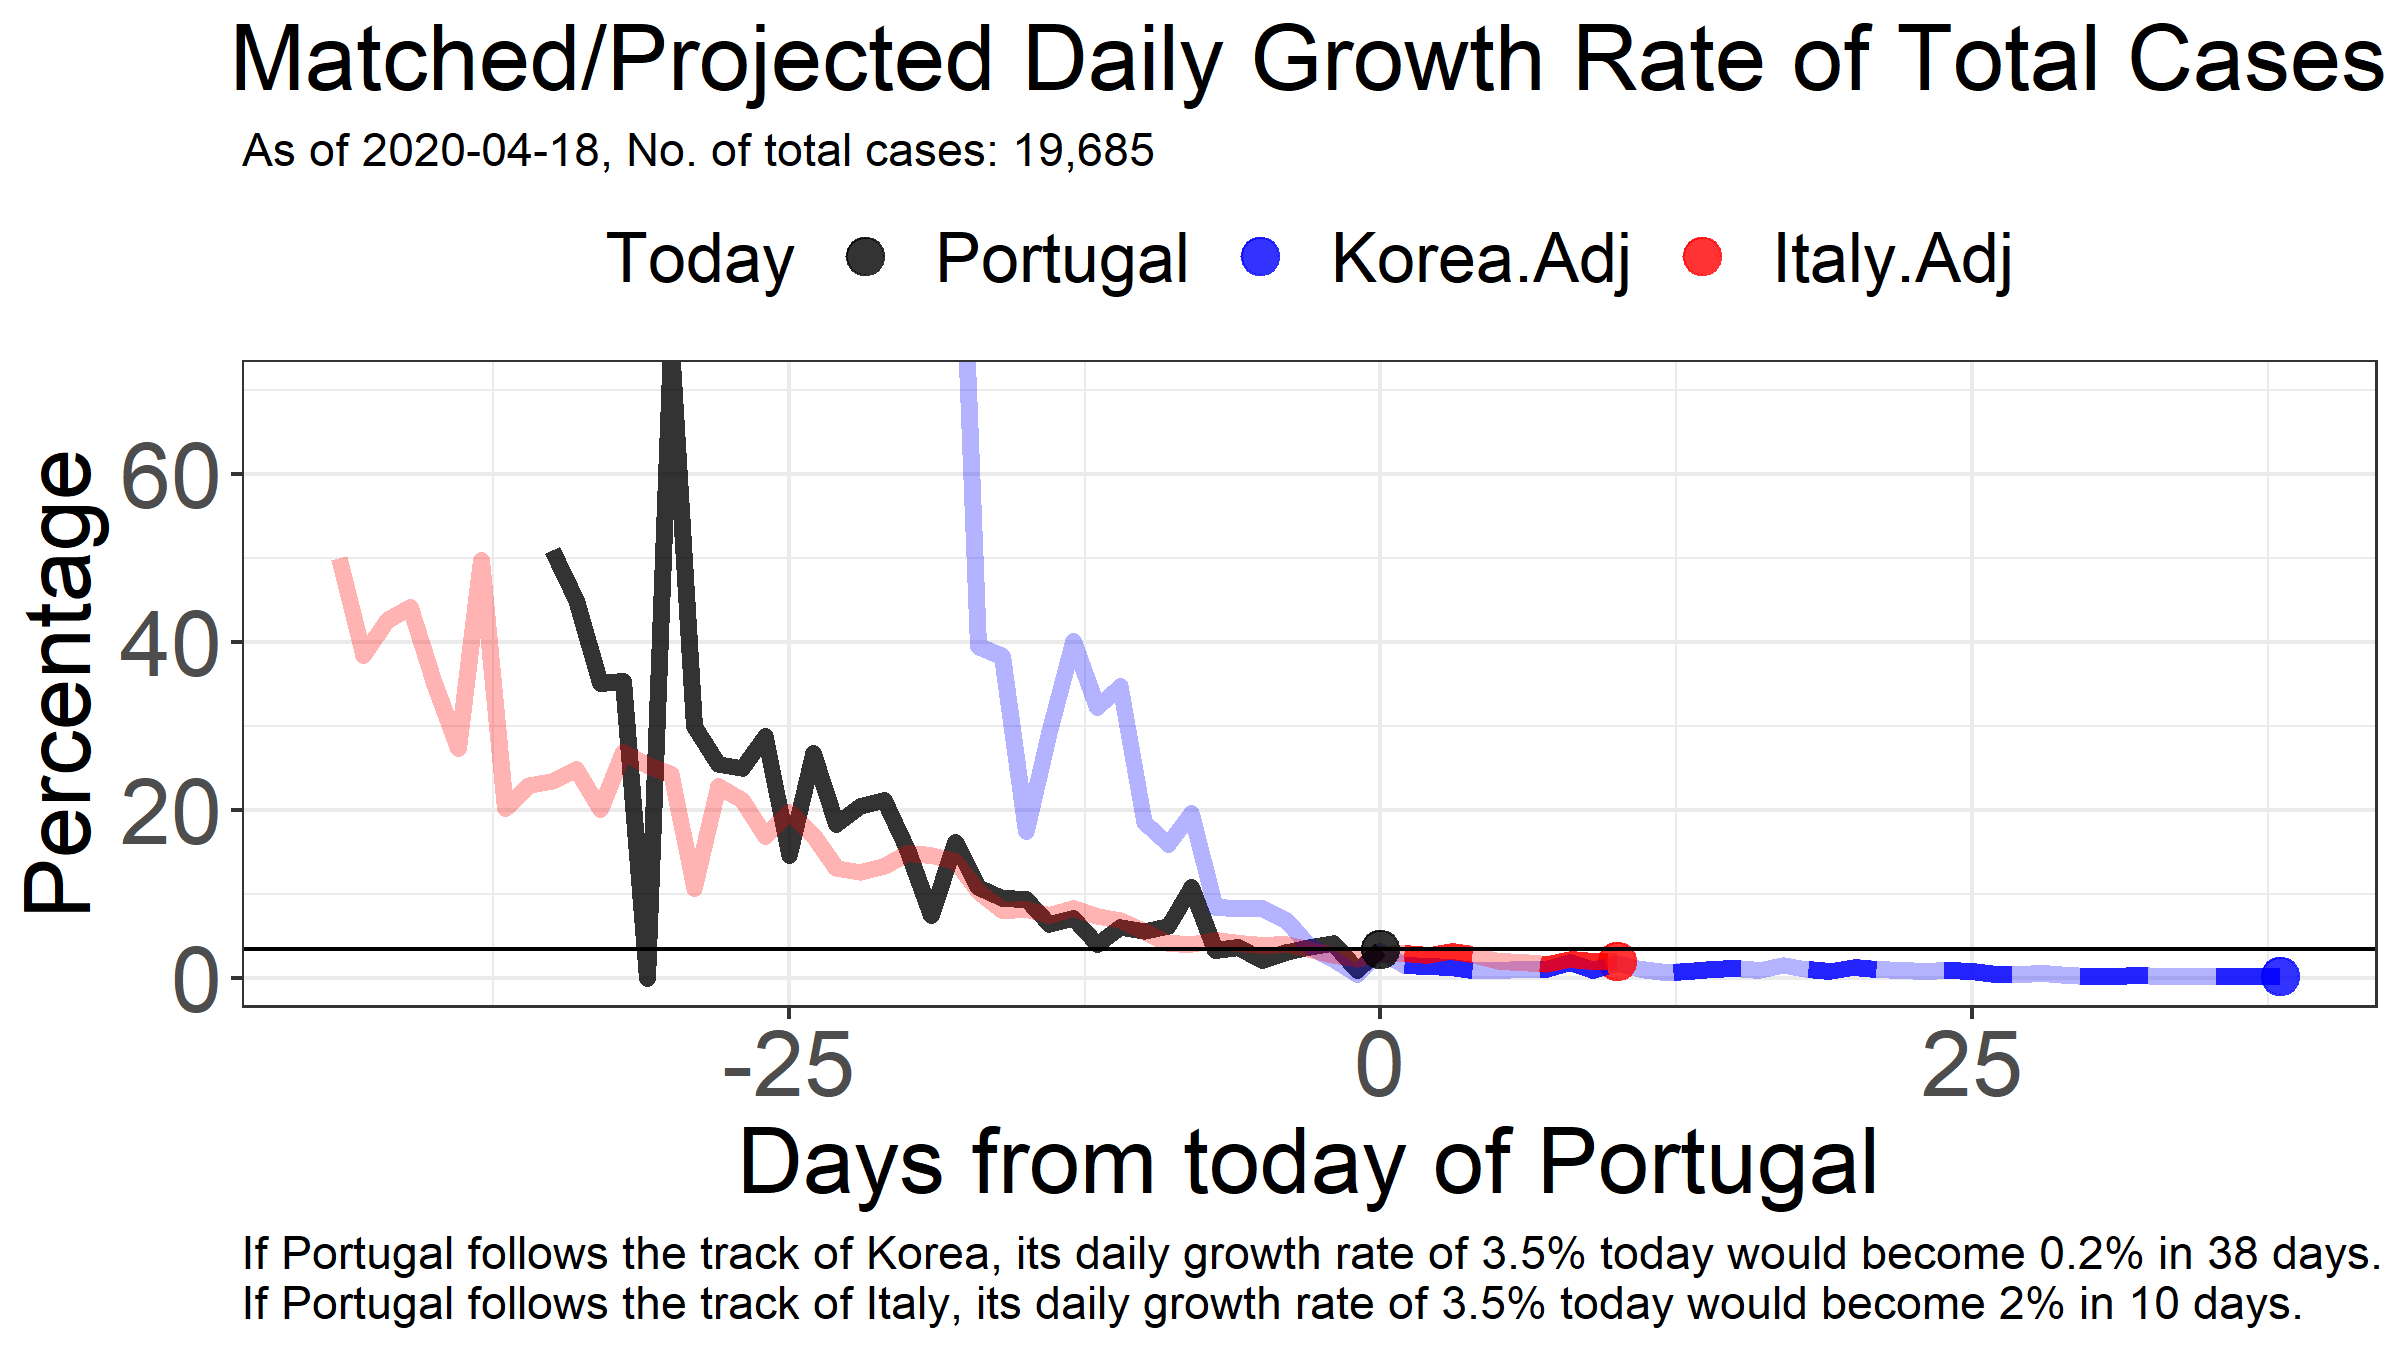 Matched/Projected Daily Growth Rate of Total Cases
As of 2020-04-18, No. of total cases: 19,685
Today Portugal Korea.Adj Italy.Adj
Percentage
60
40
20
0
-25 0 25
Days from today of Portugal
If Portugal follows the track of Korea, its daily growth rate of 3.5% today would become 0.2% in 38 days.
If Portugal follows the track of Italy, its daily growth rate of 3.5% today would become 2% in 10 days.